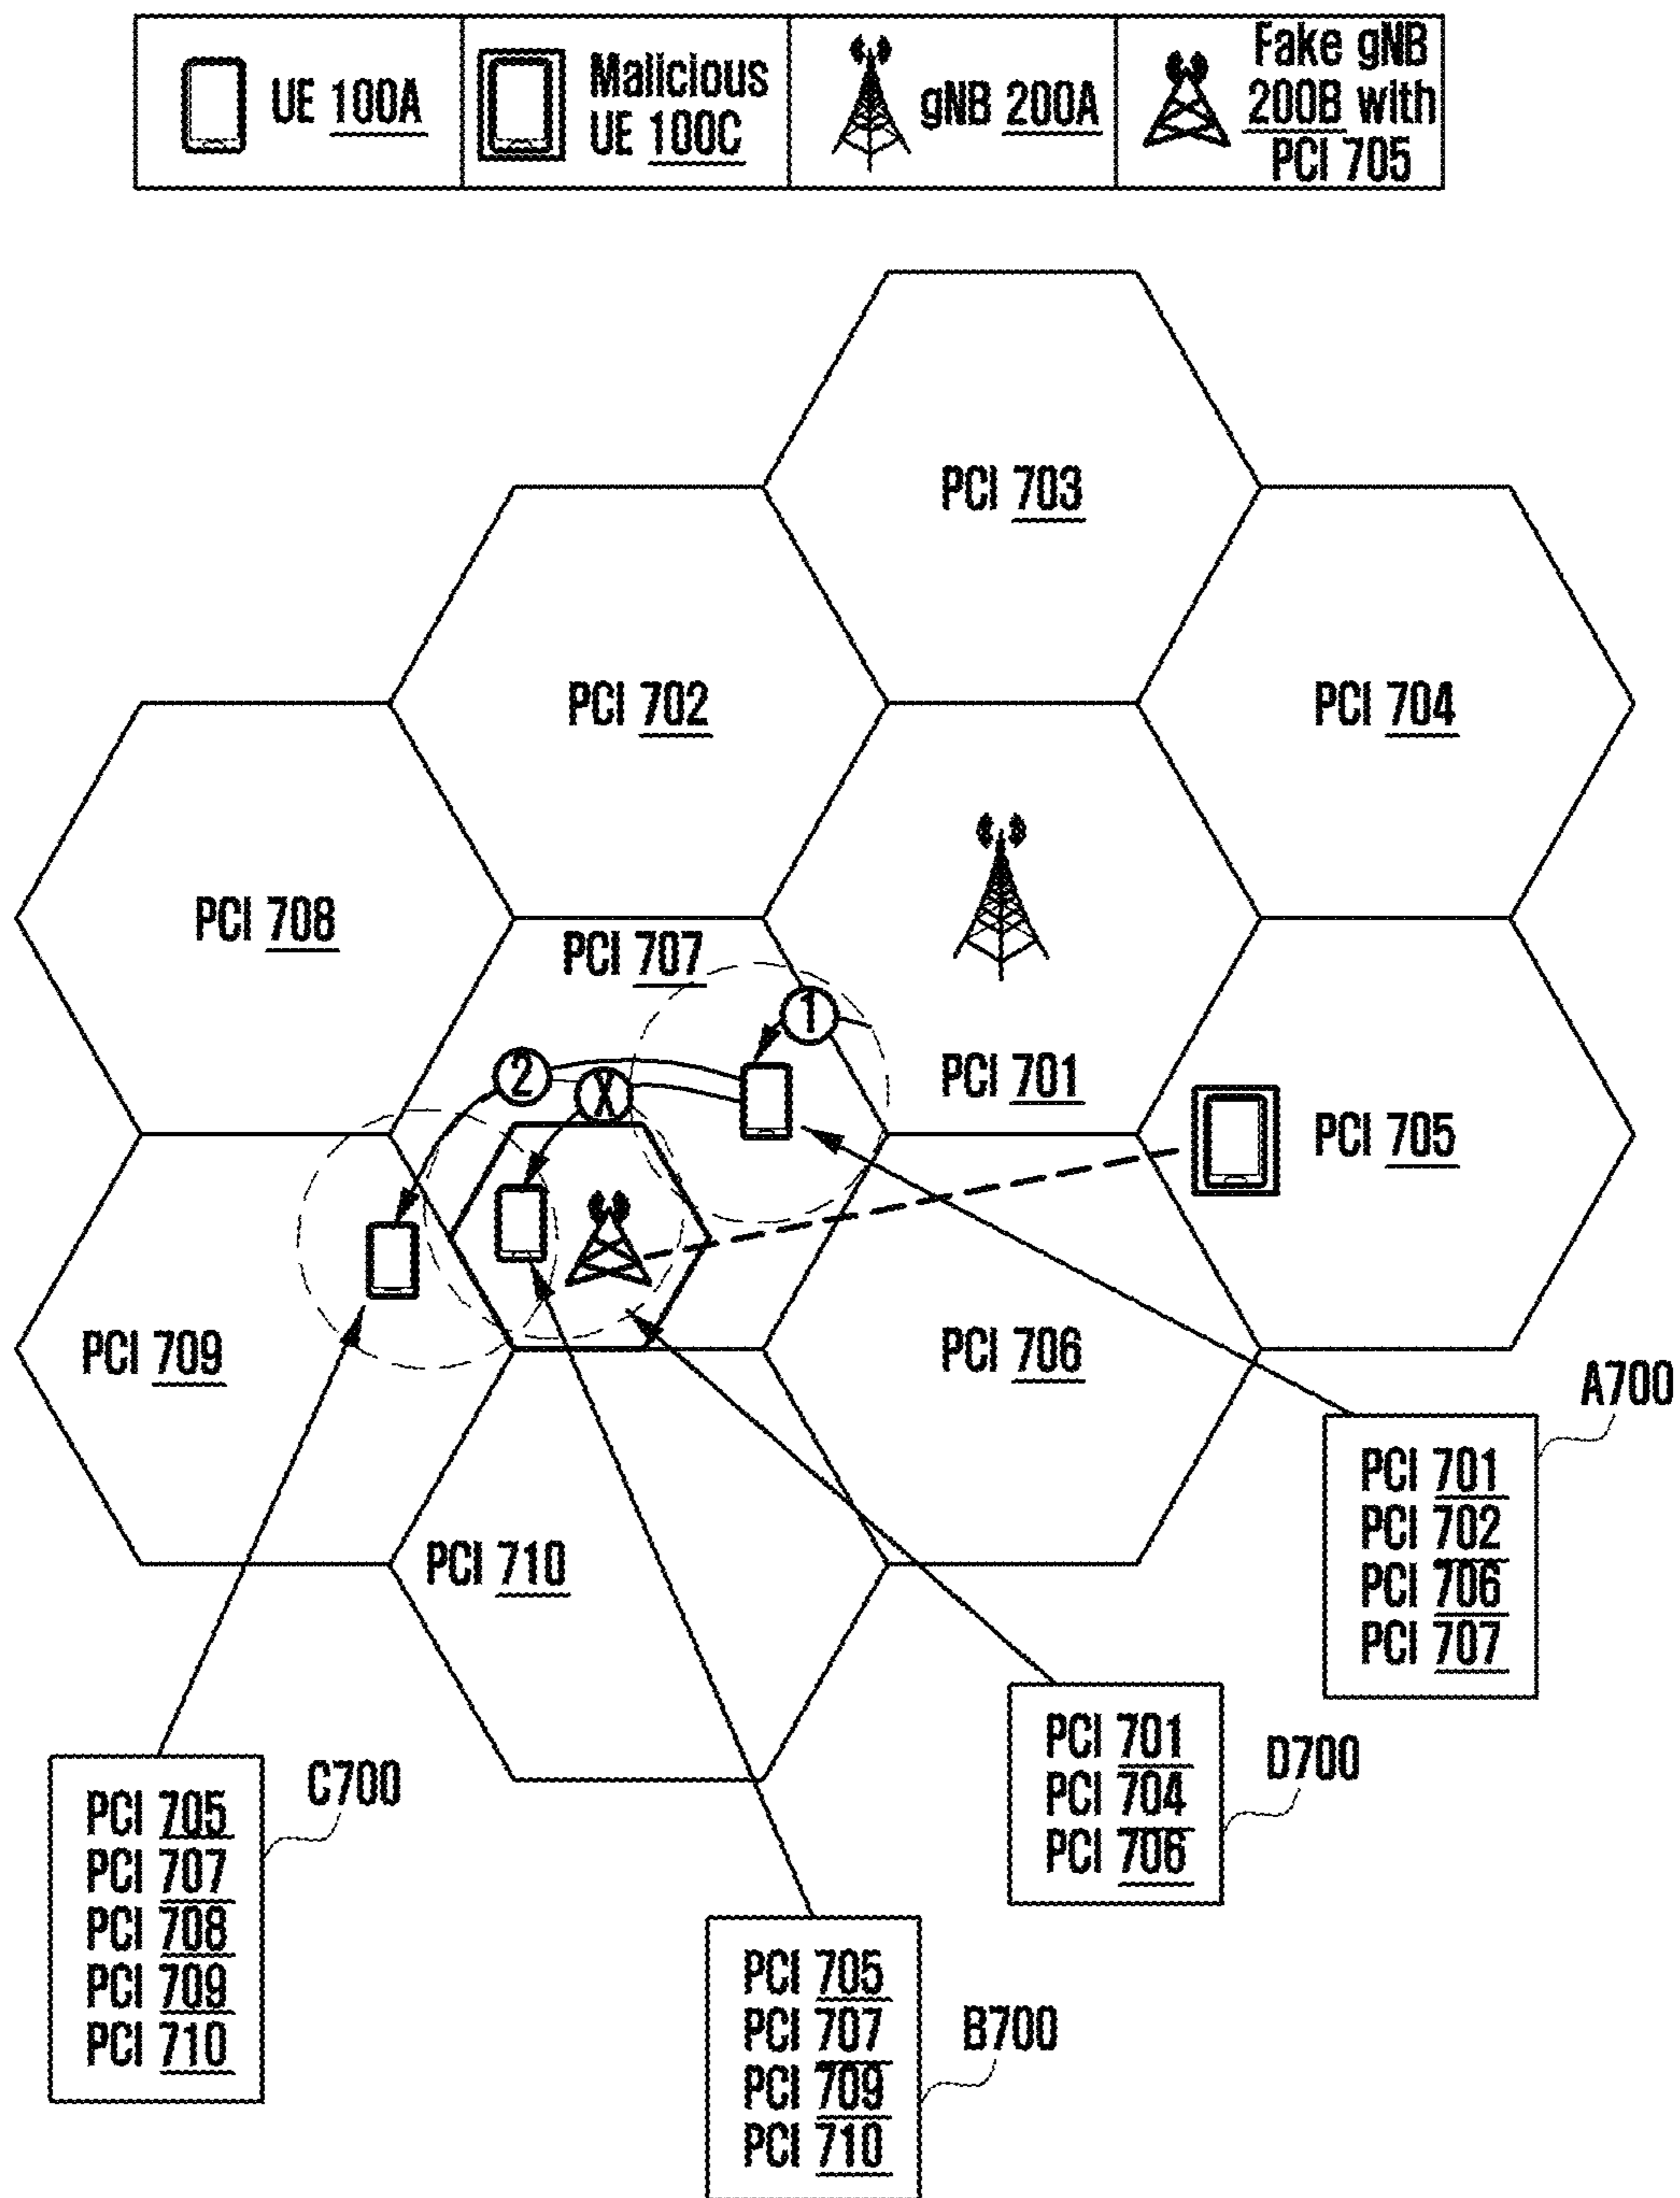 UE 100A
Malicious
UE 100C
gNB 200A
Fake gNB
200B with
PCI 705
PCI 703
PCI 702
PCI 704
PCI 708
PCI 707
1
2
X
PCI 701
PCI 705
PCI 709
PCI 706
A700
PCI 701
PCI 702
PCI 706
PCI 707
PCI 710
D700
PCI 701
PCI 704
PCI 706
C700
PCI 705
PCI 707
PCI 708
PCI 709
PCI 710
B700
PCI 705
PCI 707
PCI 709
PCI 710